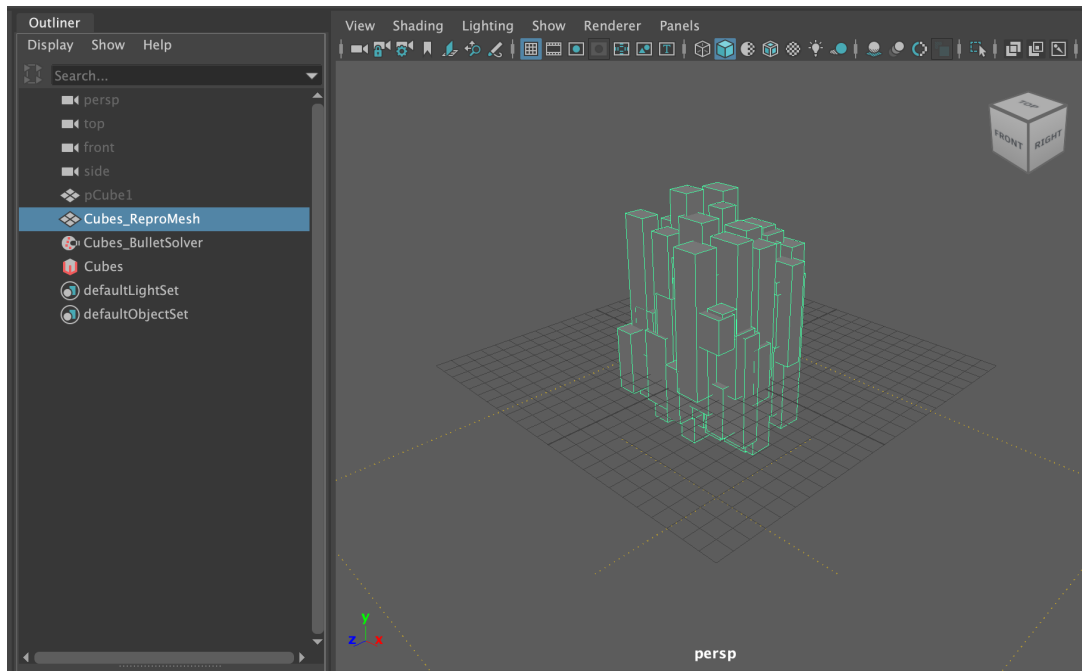 Outliner
Display Show Help
Search...
persp
top
front
side
pCube1
Cubes_ReproMesh
Cubes_BulletSolver
Cubes
defaultLightSet
defaultObjectSet
View Shading Lighting Show Renderer Panels
TOP
FRONT RIGHT
y
z x
persp